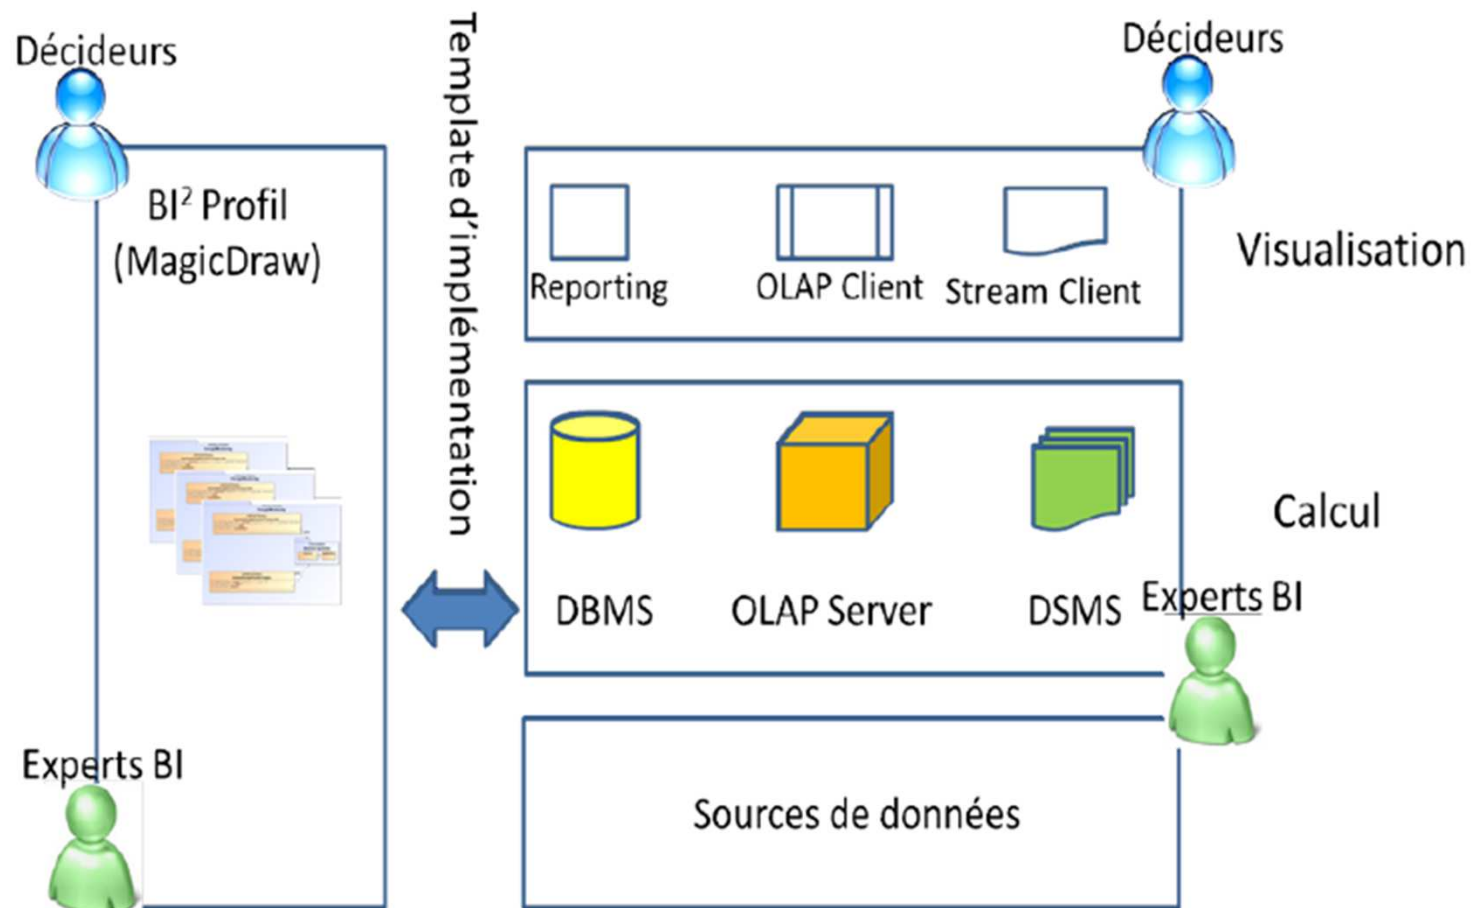 Décideurs
BI² Profil
(MagicDraw)
Experts BI
Template d'implémentation
Décideurs
Reporting
OLAP Client
Stream Client
Visualisation
DBMS
OLAP Server
DSMS
Calcul
Experts BI
Sources de données